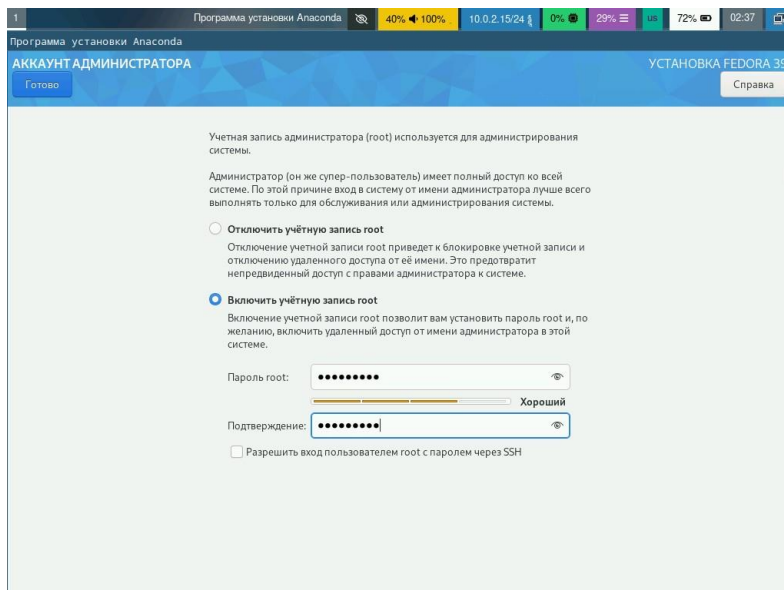 1 Программа установки Anaconda 40% 100% 10.0.2.15/24 0% 29% us 72% 02:37
Программа установки Anaconda
АККАУНТ АДМИНИСТРАТОРА УСТАНОВКА FEDORA 39
Готово Справка
Учетная запись администратора (root) используется для администрирования
системы.
Администратор (он же супер-пользователь) имеет полный доступ ко всей
системе. По этой причине вход в систему от имени администратора лучше всего
выполнять только для обслуживания или администрирования системы.
Отключить учётную запись root
Отключение учетной записи root приведет к блокировке учетной записи и
отключению удаленного доступа от её имени. Это предотвратит
непредвиденный доступ с правами администратора к системе.
Включить учётную запись root
Включение учетной записи root позволит вам установить пароль root и, по
желанию, включить удаленный доступ от имени администратора в этой
системе.
Пароль root: •••••••••
Хороший
Подтверждение: •••••••••
Разрешить вход пользователем root с паролем через SSH